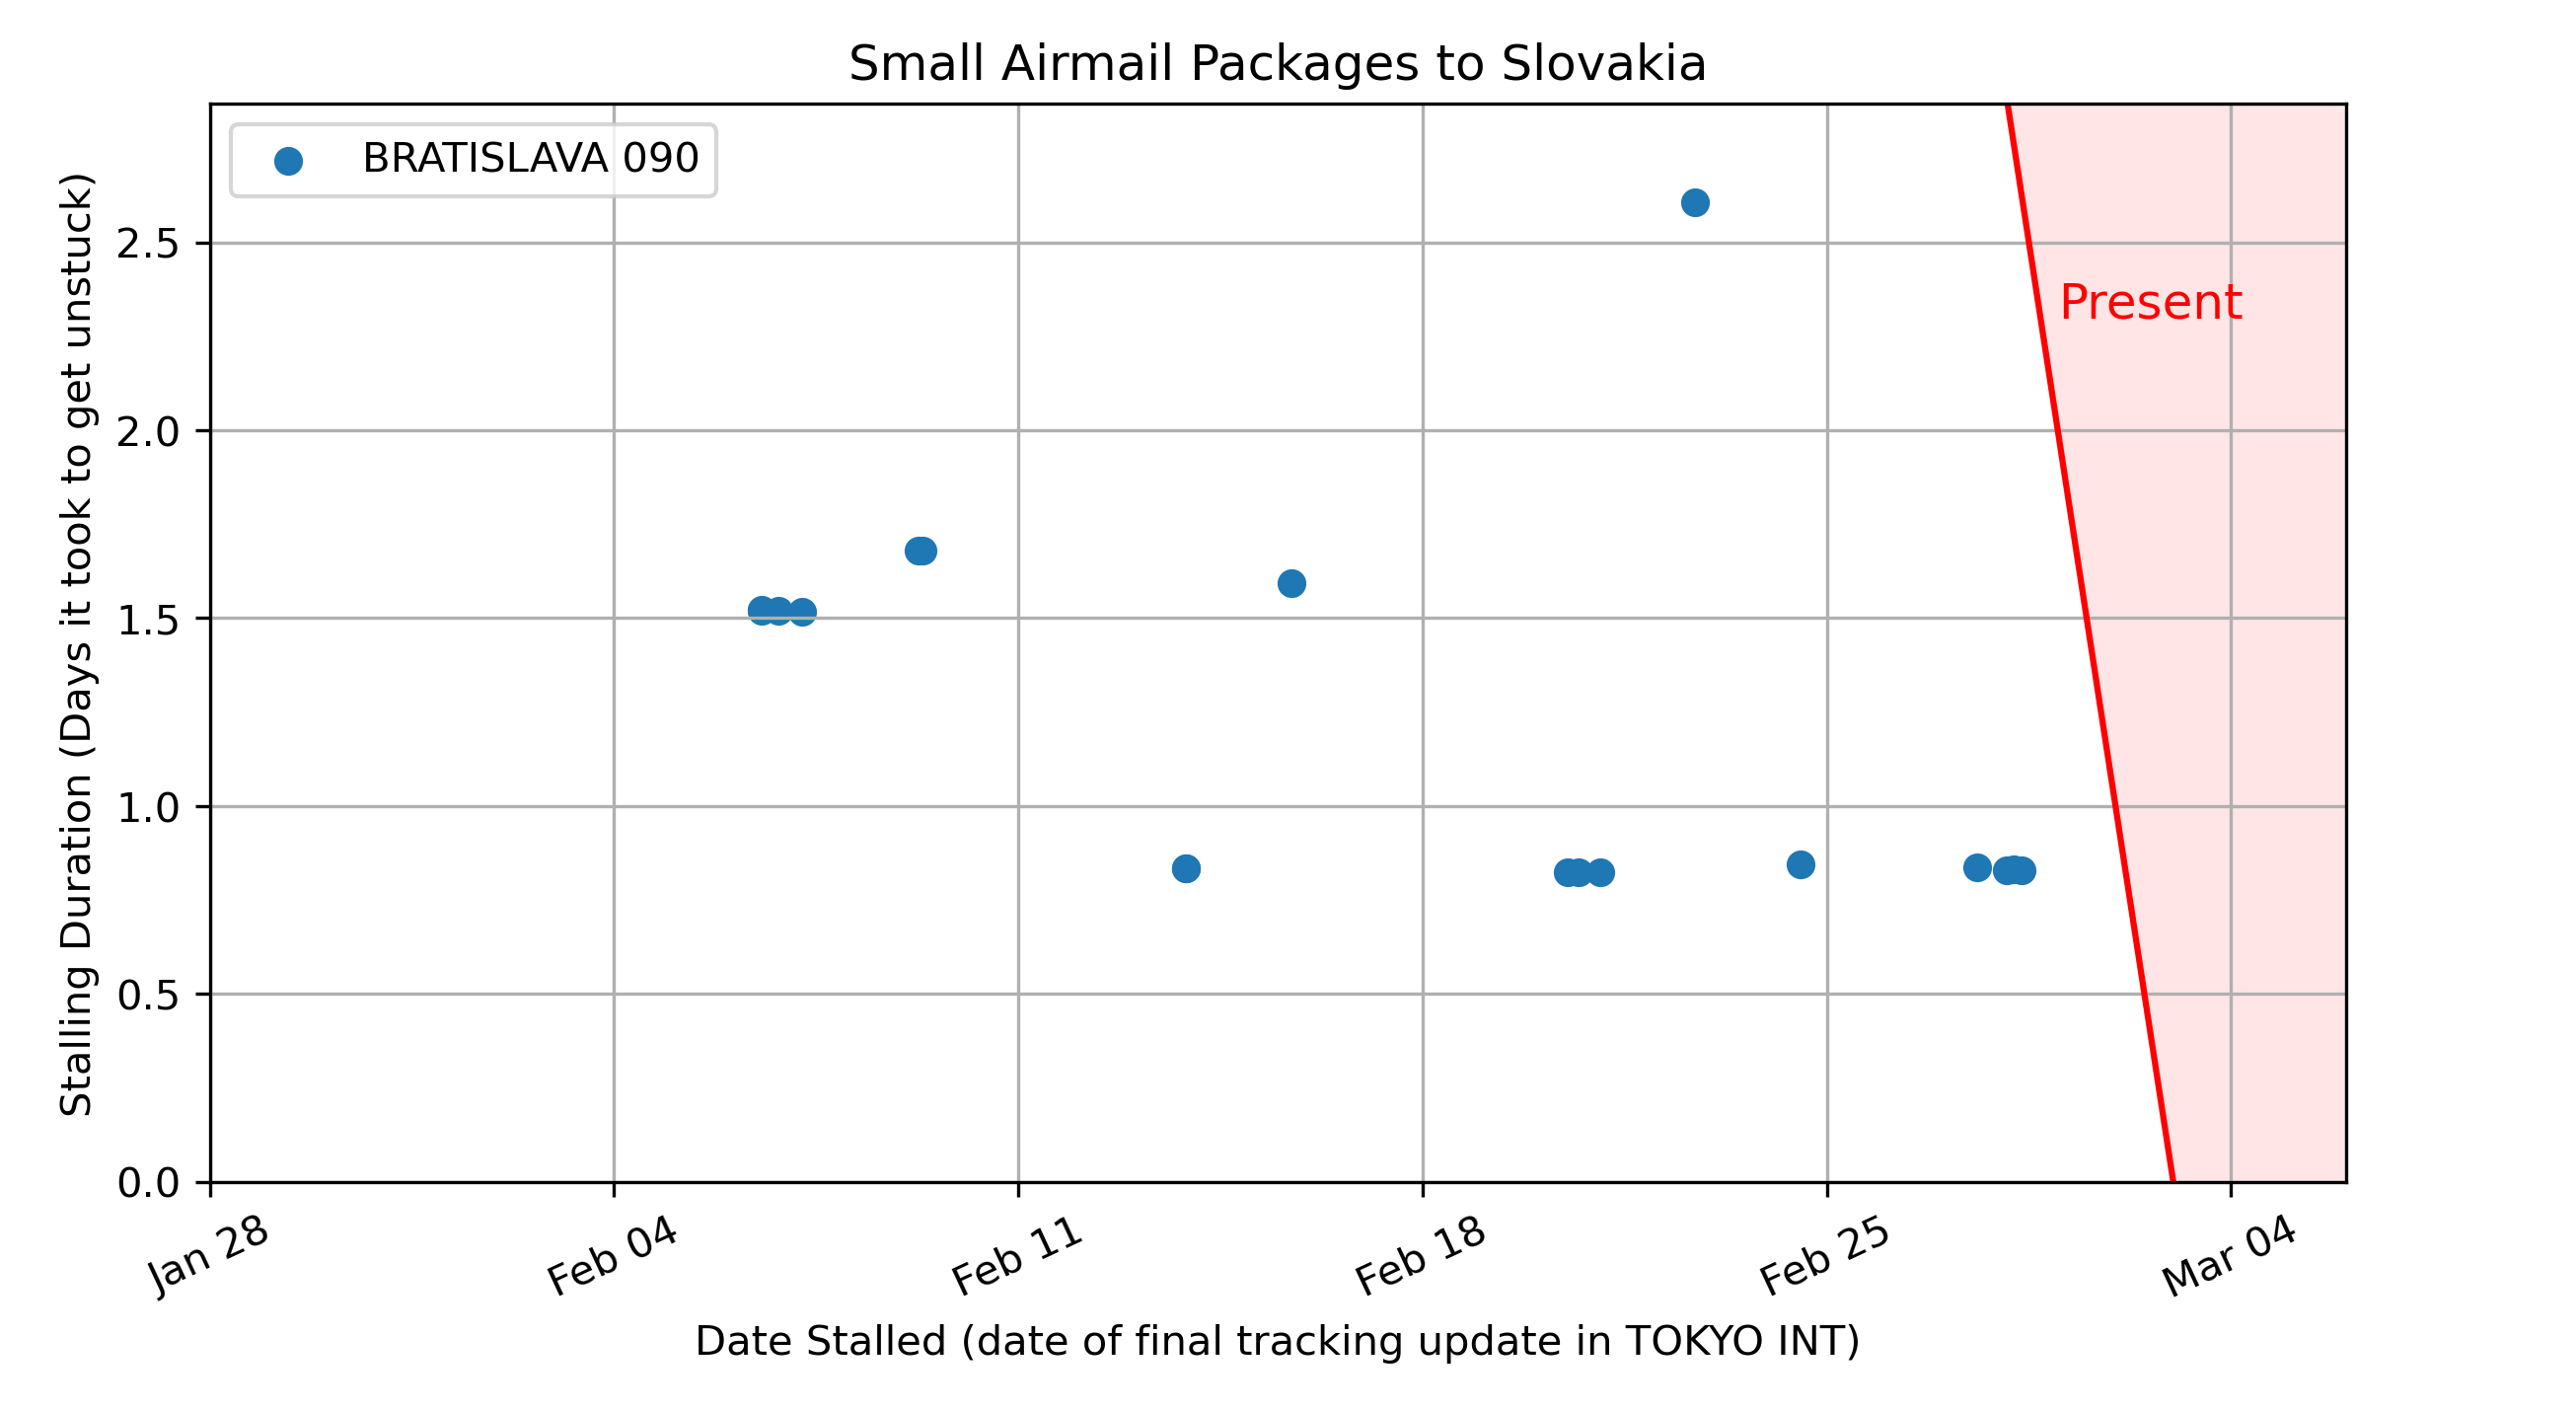 Small Airmail Packages to Slovakia
BRATISLAVA 090
Present
Stalling Duration (Days it took to get unstuck)
2.5
2.0
1.5
1.0
0.5
0.0
Jan 28
Feb 04
Feb 11
Feb 18
Feb 25
Mar 04
Date Stalled (date of final tracking update in TOKYO INT)